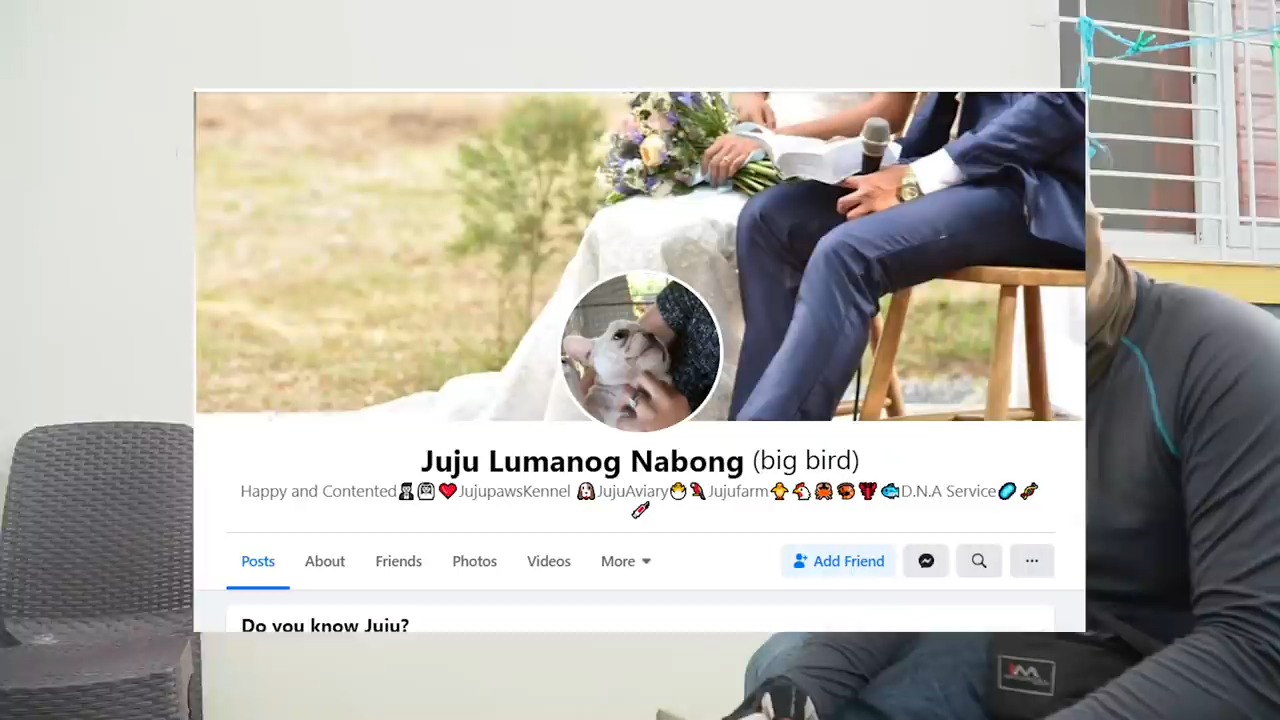 Juju Lumanog Nabong (big bird)
Happy and Contented🤵👰❤️JujupawsKennel 🐶JujuAviary🐣🦜Jujufarm🐥🐔🦀🦐🦞🐟D.N.A Service🧫🧬
💉
Posts About Friends Photos Videos More Add Friend ...
Do you know Juju?